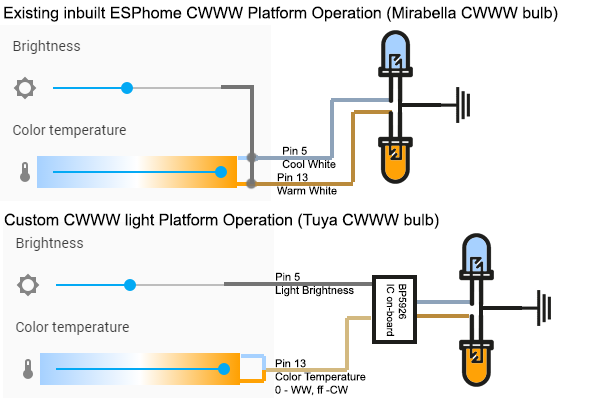 Existing inbuilt ESPhome CWWW Platform Operation (Mirabella CWWW bulb)
Brightness
Color temperature
Pin 5
Cool White
Pin 13
Warm White
Custom CWWW light Platform Operation (Tuya CWWW bulb)
Brightness
Pin 5
Light Brightness
BP5926
IC on-board
Color temperature
Pin 13
Color Temperature
0 - WW, ff -CW